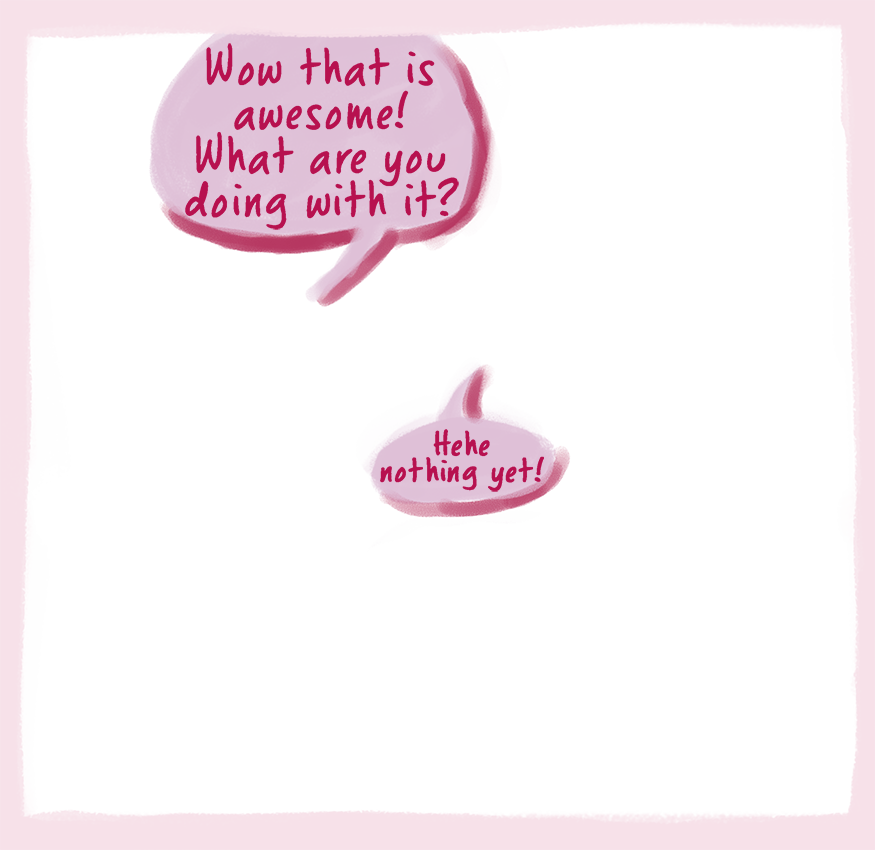 Wow that is
awesome!
What are you
doing with it?
Hehe
nothing yet!